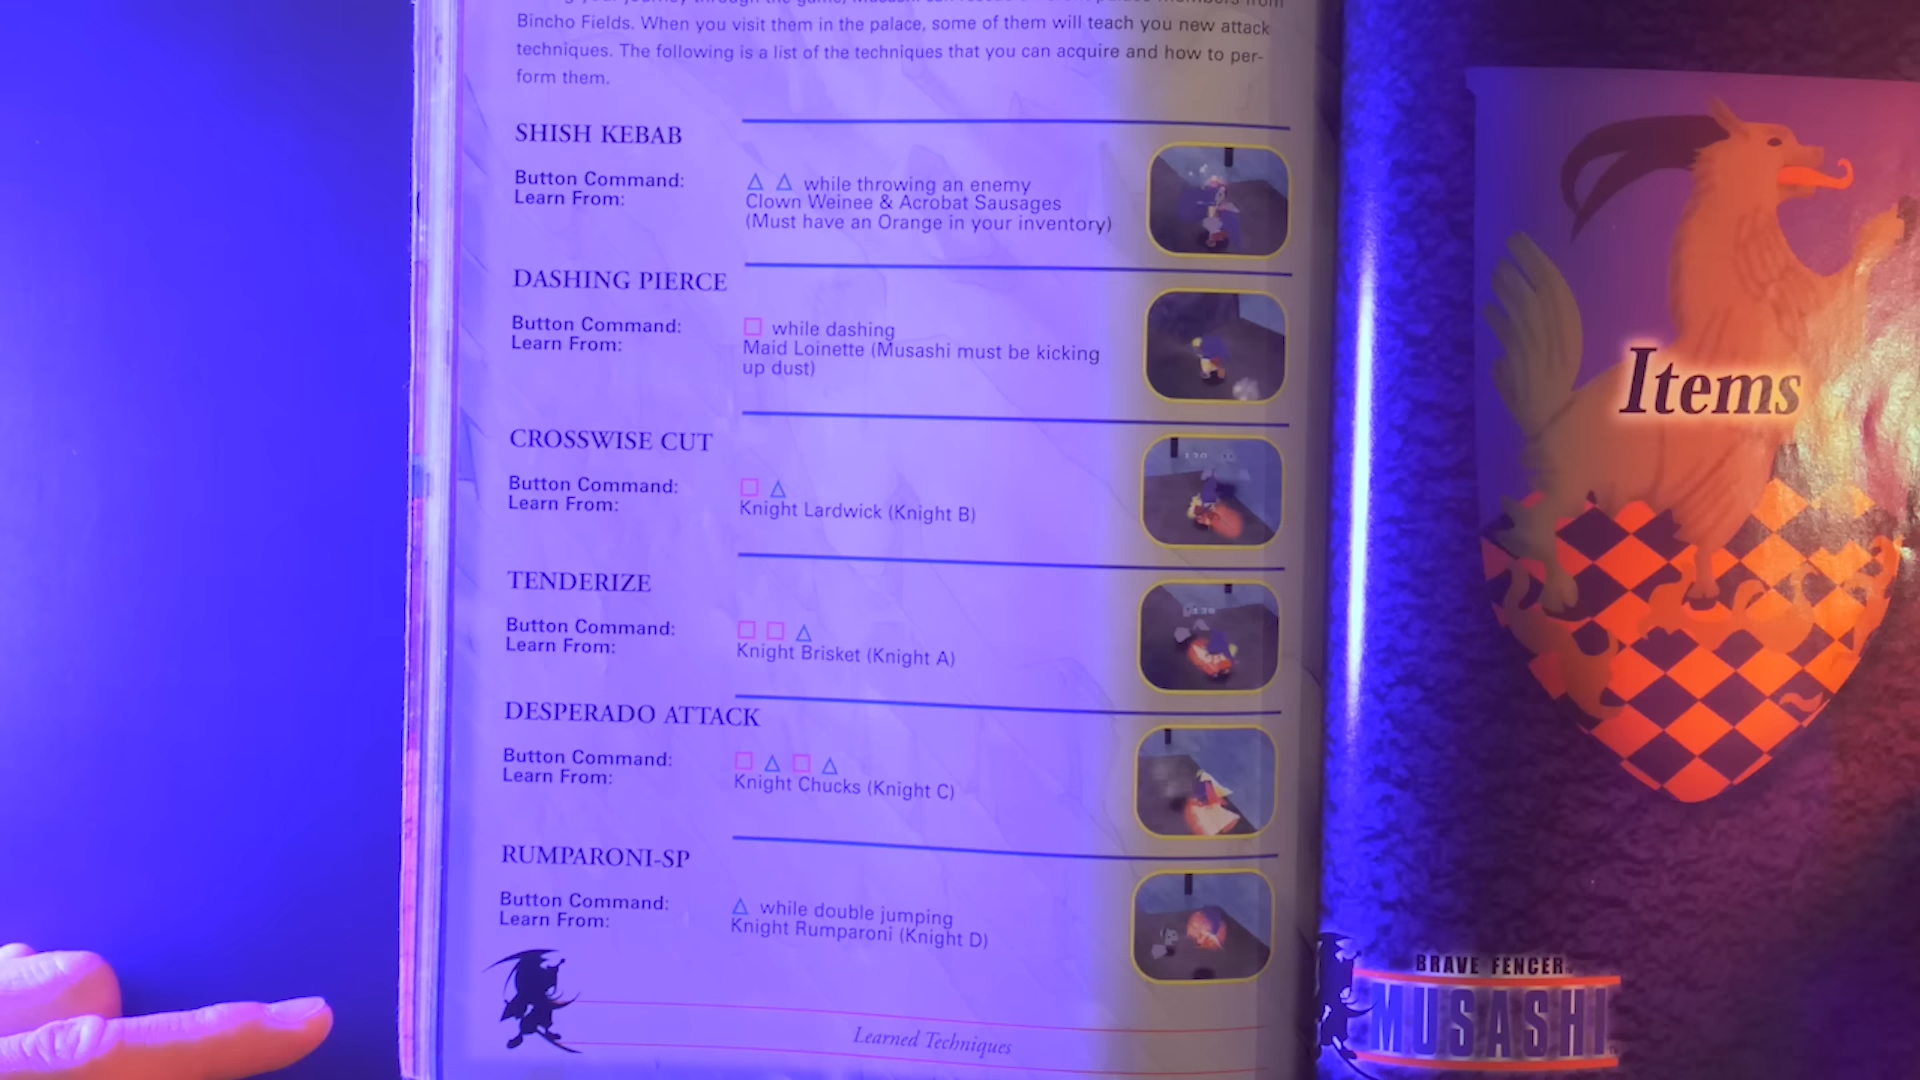 Bincho Fields. When you visit them in the palace, some of them will teach you new attack
techniques. The following is a list of the techniques that you can acquire and how to per-
form them.
SHISH KEBAB
Button Command: △ △ while throwing an enemy
Learn From: Clown Weinee & Acrobat Sausages
(Must have an Orange in your inventory)
DASHING PIERCE
Button Command: □ while dashing
Learn From: Maid Loinette (Musashi must be kicking
up dust)
CROSSWISE CUT
Button Command: □ △
Learn From: Knight Lardwick (Knight B)
TENDERIZE
Button Command: □ □ △
Learn From: Knight Brisket (Knight A)
DESPERADO ATTACK
Button Command: □ △ □ △
Learn From: Knight Chucks (Knight C)
RUMPARONI-SP
Button Command: △ while double jumping
Learn From: Knight Rumparoni (Knight D)
Learned Techniques
Items
BRAVE FENCER
MUSASHI